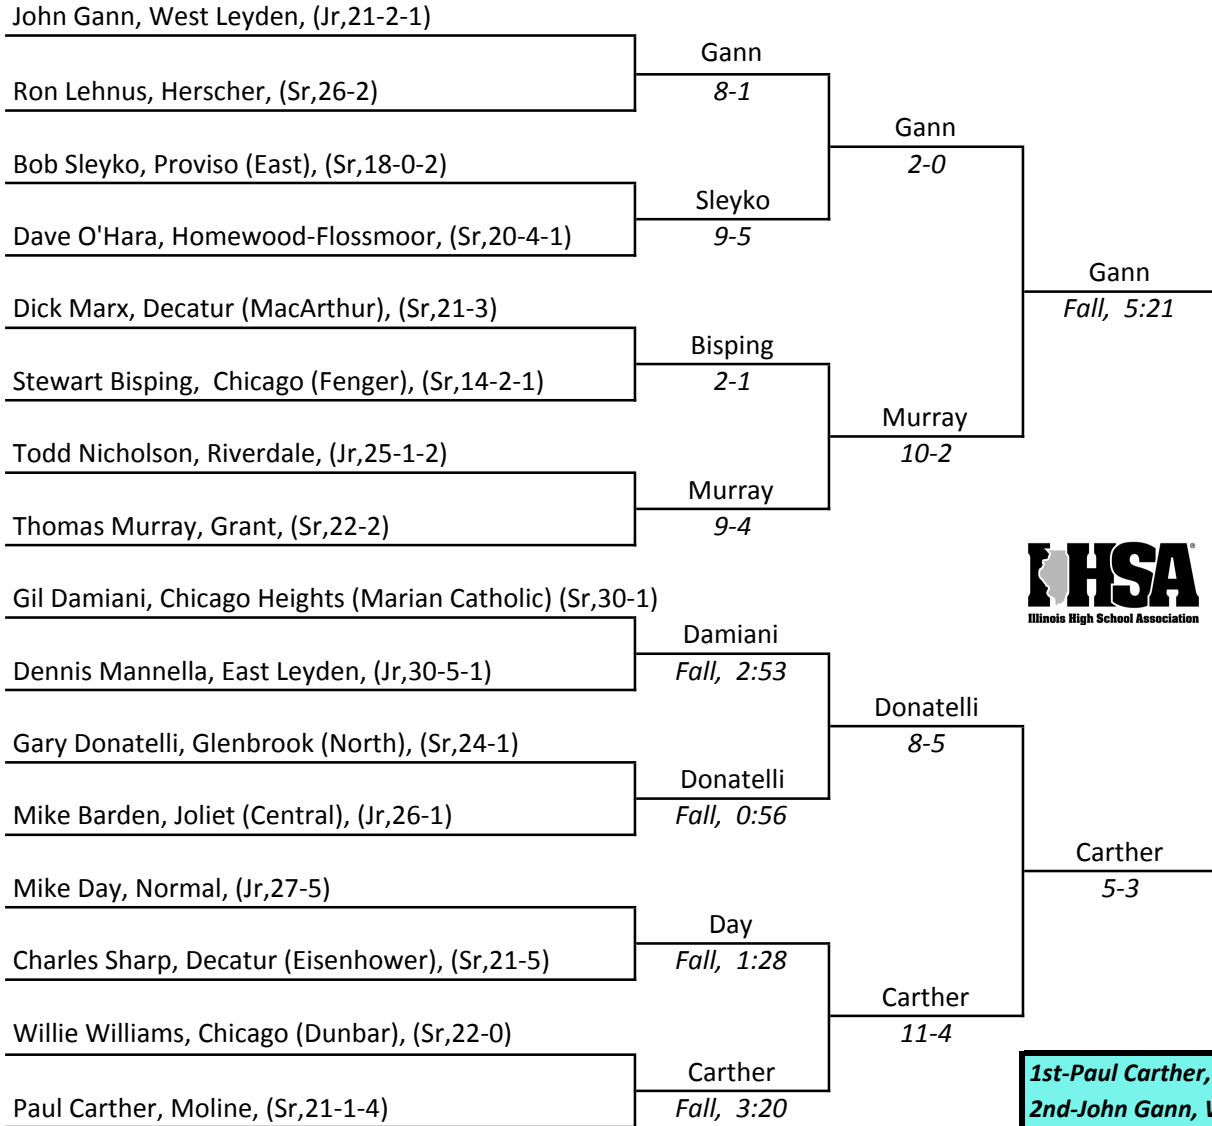 John Gann, West Leyden, (Jr,21-2-1)
Gann
Ron Lehnus, Herscher, (Sr,26-2)
8-1
Gann
Bob Sleyko, Proviso (East), (Sr,18-0-2)
2-0
Sleyko
Dave O'Hara, Homewood-Flossmoor, (Sr,20-4-1)
9-5
Gann
Dick Marx, Decatur (MacArthur), (Sr,21-3)
Fall, 5:21
Bisping
Stewart Bisping, Chicago (Fenger), (Sr,14-2-1)
2-1
Murray
Todd Nicholson, Riverdale, (Jr,25-1-2)
10-2
Murray
Thomas Murray, Grant, (Sr,22-2)
9-4
IHSA
Illinois High School Association
Gil Damiani, Chicago Heights (Marian Catholic) (Sr,30-1)
Damiani
Dennis Mannella, East Leyden, (Jr,30-5-1)
Fall, 2:53
Donatelli
Gary Donatelli, Glenbrook (North), (Sr,24-1)
8-5
Donatelli
Mike Barden, Joliet (Central), (Jr,26-1)
Fall, 0:56
Carther
Mike Day, Normal, (Jr,27-5)
5-3
Day
Charles Sharp, Decatur (Eisenhower), (Sr,21-5)
Fall, 1:28
Carther
Willie Williams, Chicago (Dunbar), (Sr,22-0)
11-4
Carther
Paul Carther, Moline, (Sr,21-1-4)
Fall, 3:20
1st-Paul Carther,
2nd-John Gann,